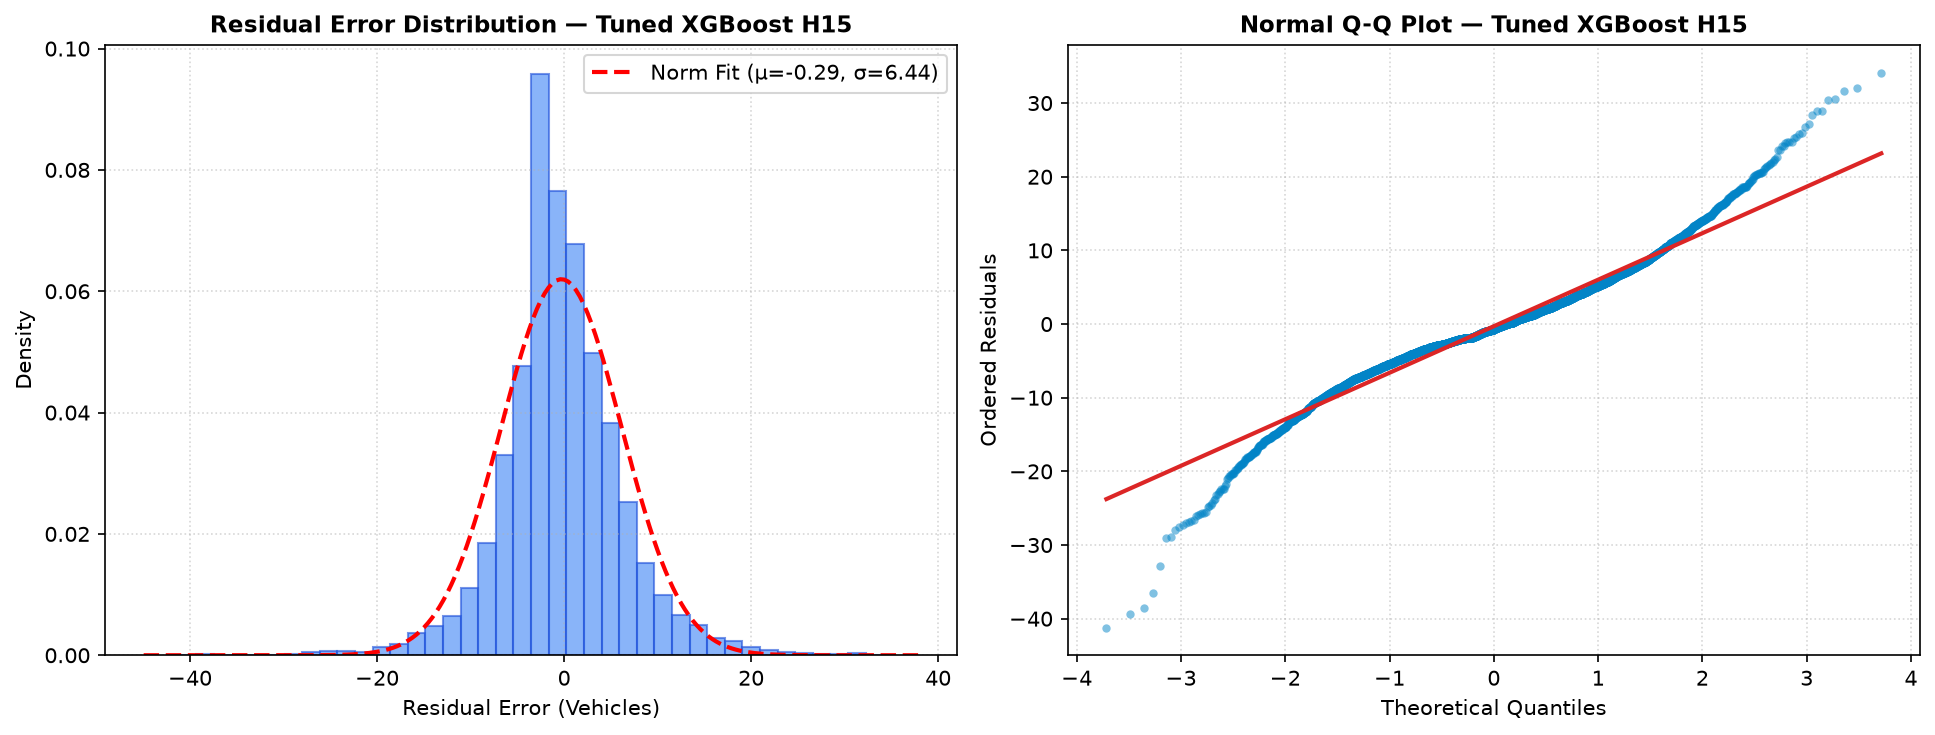 Residual Error Distribution — Tuned XGBoost H15
Norm Fit (μ=-0.29, σ=6.44)
Density
0.10
0.08
0.06
0.04
0.02
0.00
−40 −20 0 20 40
Residual Error (Vehicles)
Normal Q-Q Plot — Tuned XGBoost H15
Ordered Residuals
30
20
10
0
−10
−20
−30
−40
−4 −3 −2 −1 0 1 2 3 4
Theoretical Quantiles